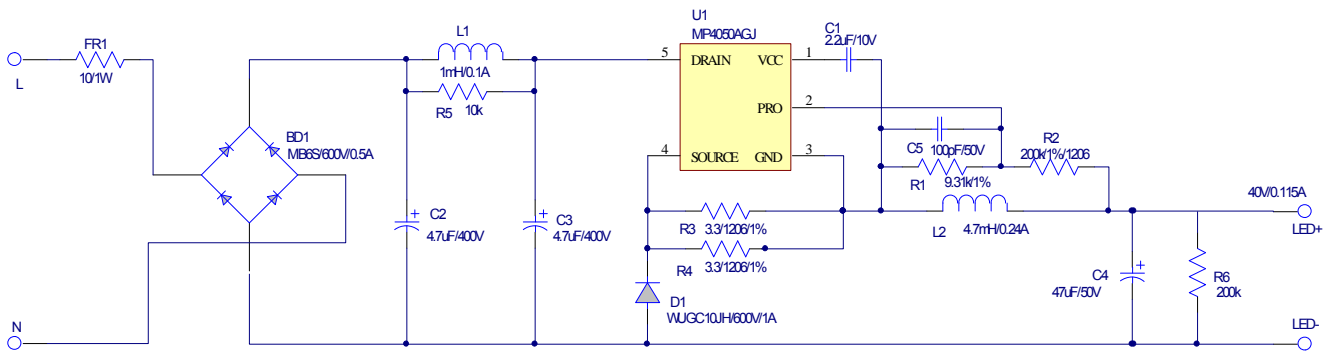 L
FR1
10/1W
BD1
MB6S/600V/0.5A
N
L1
1mH/0.1A
R5
10k
C2
4.7uF/400V
C3
4.7uF/400V
U1
MP4050AGJ
5
DRAIN
VCC
1
PRO
2
4
SOURCE
GND
3
C1
2.2uF/10V
C5
100pF/50V
R1
9.31k/1%
R2
200k/1%/1206
R3
3.3/1206/1%
R4
3.3/1206/1%
D1
WUGC10JH/600V/1A
L2
4.7mH/0.24A
C4
47uF/50V
R6
200k
40V/0.115A
LED+
LED-